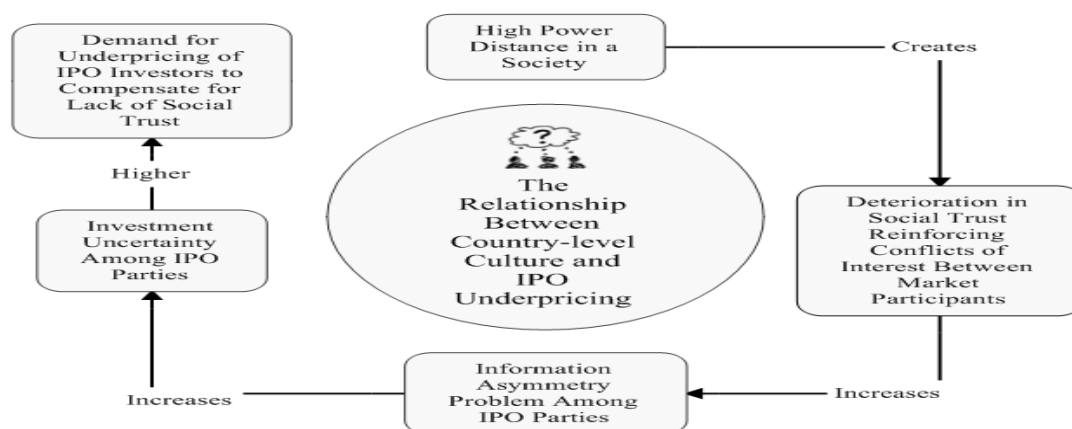 High Power
Distance in a
Society
Creates
Deterioration in
Social Trust
Reinforcing
Conflicts of
Interest Between
Market
Participants
Increases
Information
Asymmetry
Problem Among
IPO Parties
Increases
Investment
Uncertainty
Among IPO
Parties
Higher
Demand for
Underpricing of
IPO Investors to
Compensate for
Lack of Social
Trust
?
The
Relationship
Between
Country-level
Culture and
IPO
Underpricing